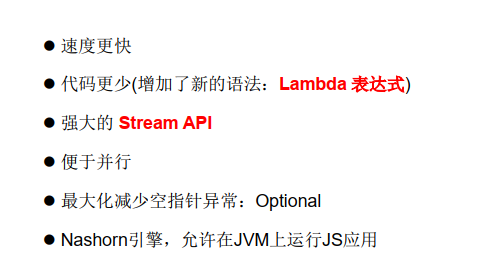 ● 速度更快
● 代码更少(增加了新的语法：Lambda 表达式)
● 强大的 Stream API
● 便于并行
● 最大化减少空指针异常：Optional
● Nashorn引擎，允许在JVM上运行JS应用